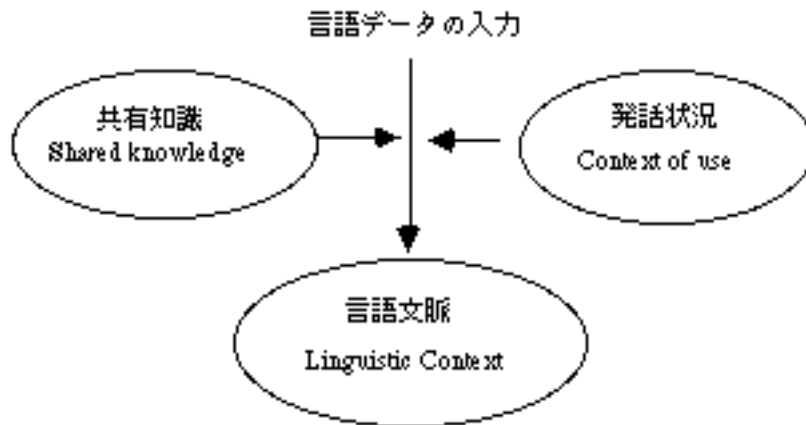 言語データの入力
共有知識
Shared knowledge
発話状況
Context of use
言語文脈
Linguistic Context